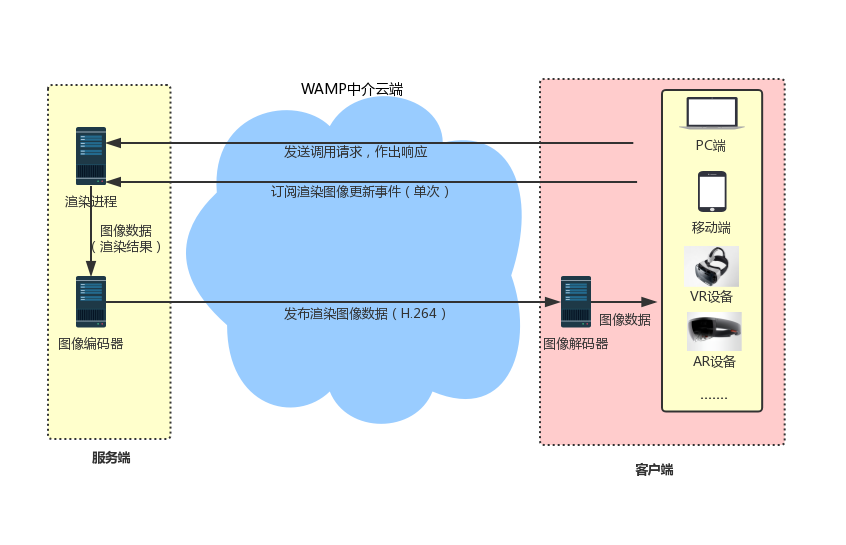 WAMP中介云端
发送调用请求，作出响应
订阅渲染图像更新事件（单次）
渲染进程
图像数据
（渲染结果）
图像编码器
发布渲染图像数据（H.264）
图像解码器
图像数据
PC端
移动端
VR设备
AR设备
.......
服务端
客户端